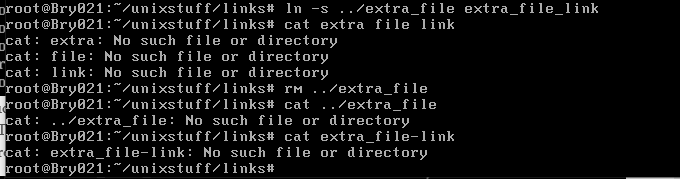 root@Bry021:~/unixstuff/links# ln -s ../extra_file extra_file_link
root@Bry021:~/unixstuff/links# cat extra file link
cat: extra: No such file or directory
cat: file: No such file or directory
cat: link: No such file or directory
root@Bry021:~/unixstuff/links# rm ../extra_file
root@Bry021:~/unixstuff/links# cat ../extra_file
cat: ../extra_file: No such file or directory
root@Bry021:~/unixstuff/links# cat extra_file-link
cat: extra_file-link: No such file or directory
root@Bry021:~/unixstuff/links#